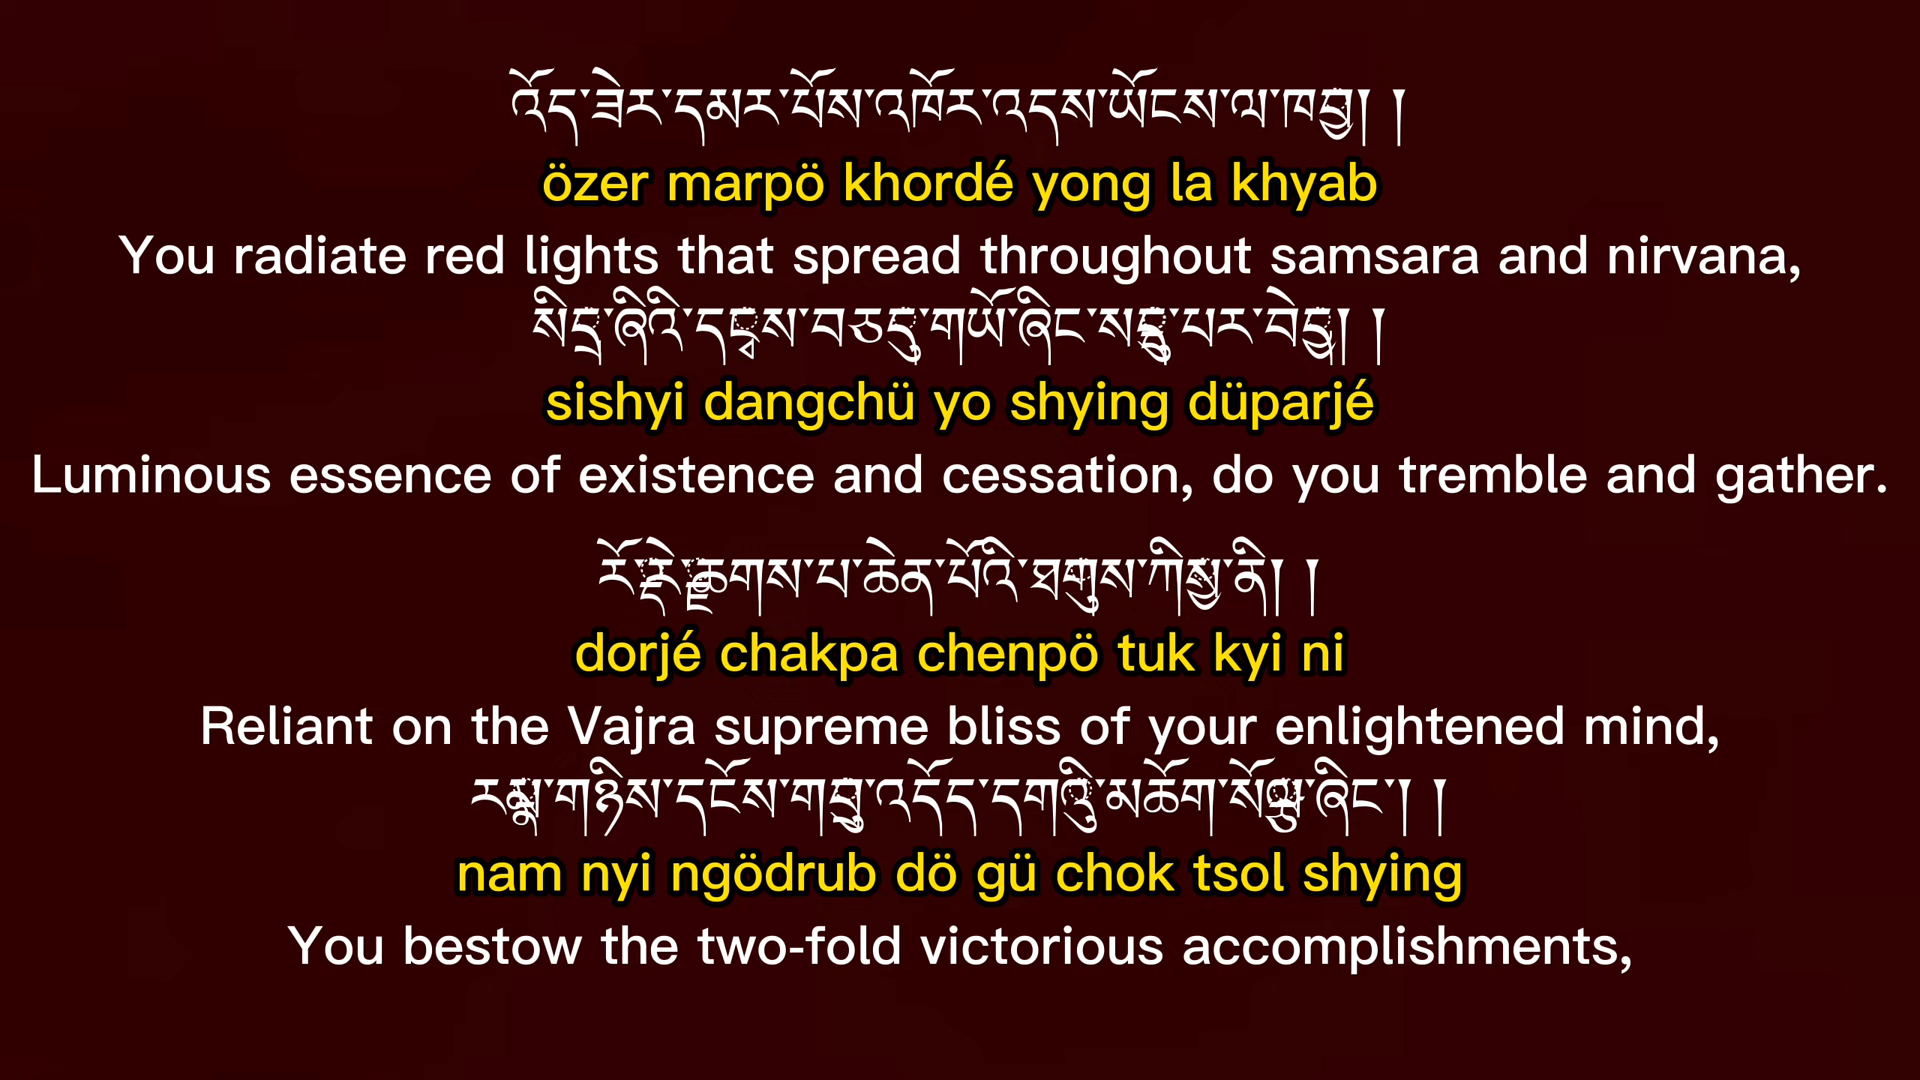 འོད་ཟེར་དམར་པོས་འཁོར་འདས་ཡོངས་ལ་ཁྱབ། །
özer marpö khordé yong la khyab
You radiate red lights that spread throughout samsara and nirvana,
སྲིད་ཞིའི་དྭངས་བཅུད་གཡོ་ཞིང་སྡུད་པར་བྱེད། །
sishyi dangchü yo shying düparjé
Luminous essence of existence and cessation, do you tremble and gather.
རྡོ་རྗེ་ཆགས་པ་ཆེན་པོའི་ཐུགས་ཀྱིས་ནི། །
dorjé chakpa chenpö tuk kyi ni
Reliant on the Vajra supreme bliss of your enlightened mind,
རྣམ་གཉིས་དངོས་གྲུབ་འདོད་དགུའི་མཆོག་སྩོལ་ཞིང་། །
nam nyi ngödrub dö gü chok tsol shying
You bestow the two-fold victorious accomplishments,